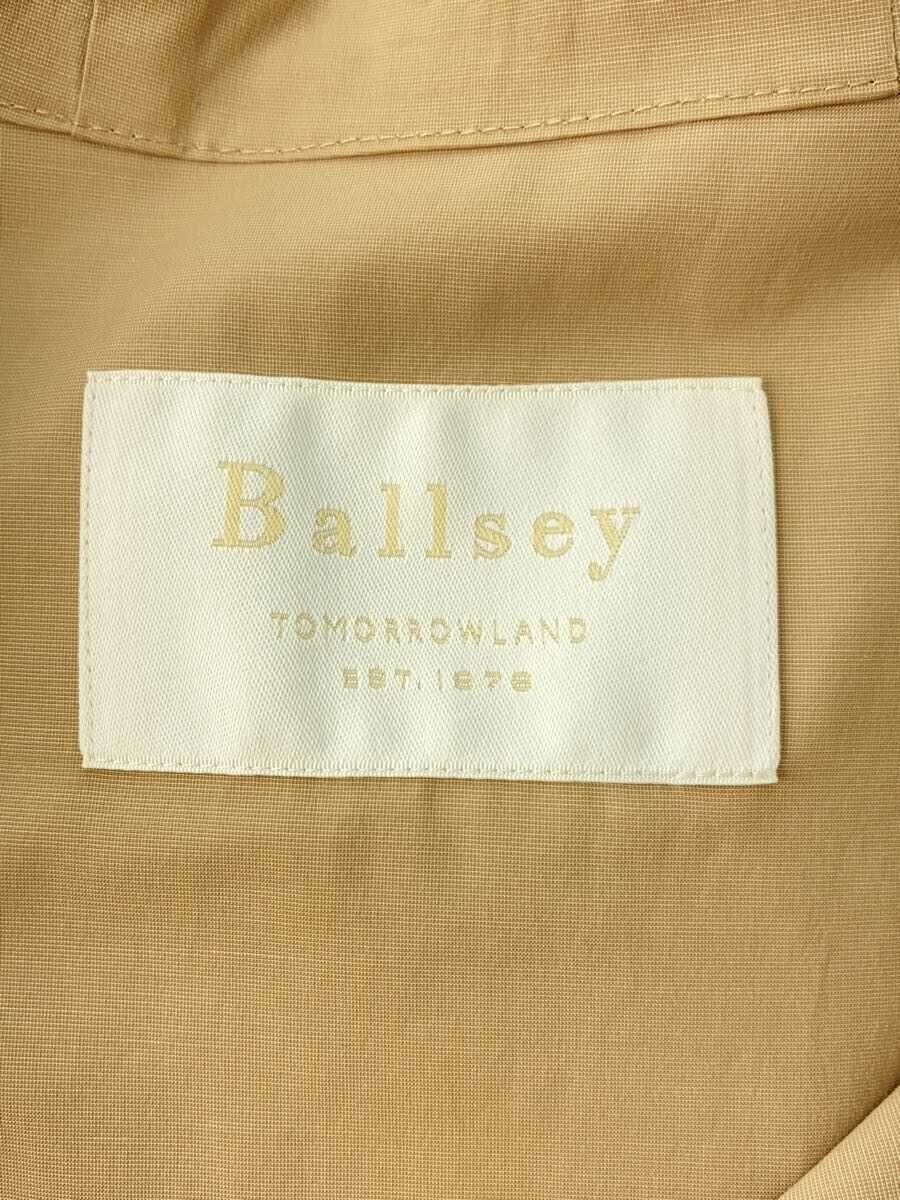 Ballsey
TOMORROWLAND
EST. 1978